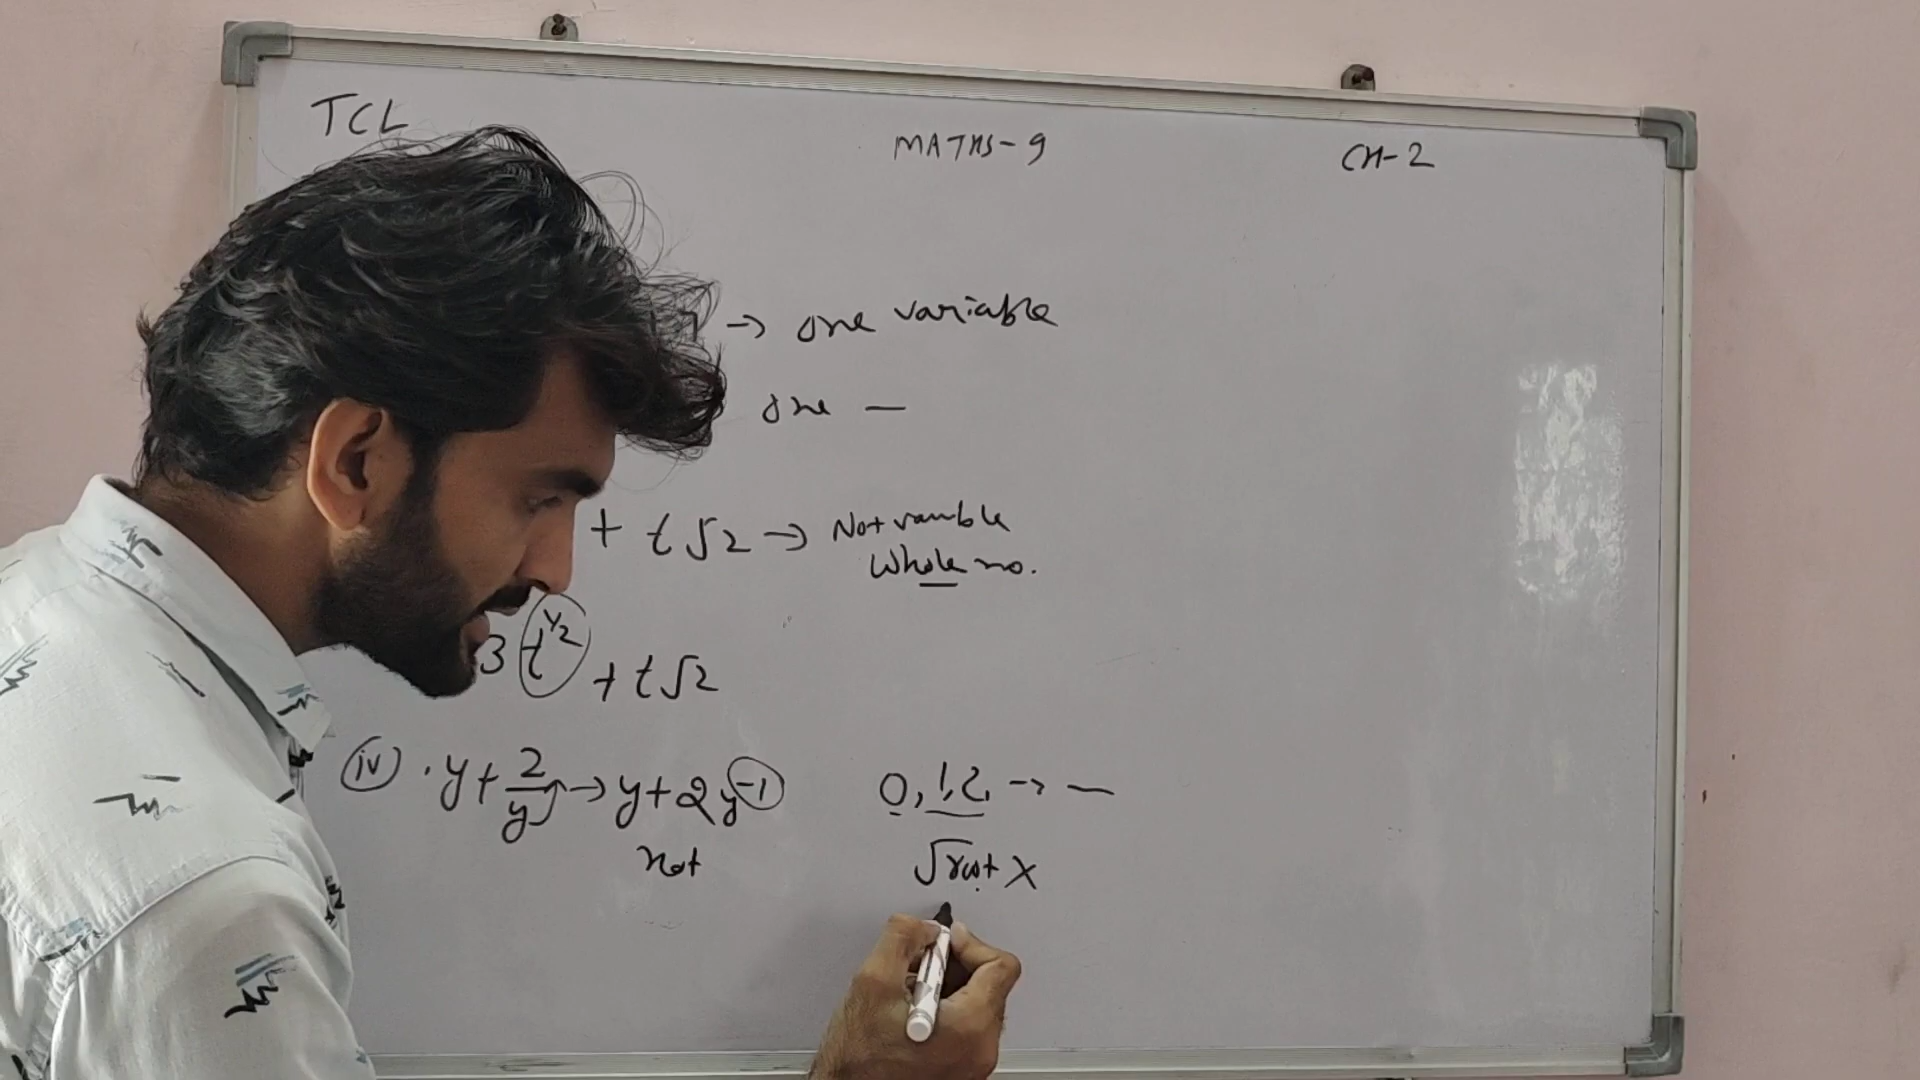 TCL MATHS-9 CH-2
→ one variable
one —
+ t√2 → Not variable
Whole no.
3 t^1/2 + t√2
(iv) . y + 2/y → y + 2y^-1 0, 1, 2, → —
not √root X